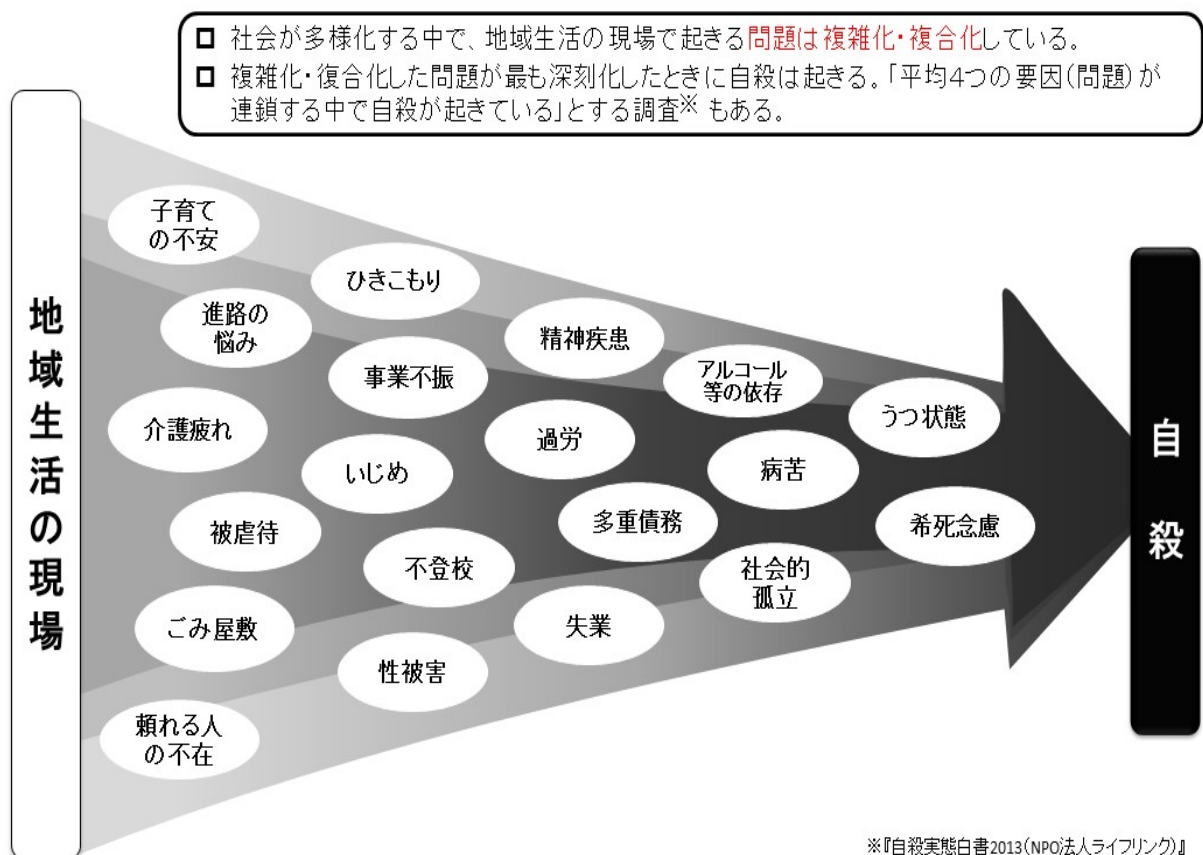 社会が多様化する中で、地域生活の現場で起きる問題は複雑化・複合化している。
複雑化・復合化した問題が最も深刻化したときに自殺は起きる。「平均4つの要因(問題)が
連鎖する中で自殺が起きている」とする調査※ もある。
地域生活の現場
子育て
の不安
ひきこもり
進路の
悩み
精神疾患
事業不振
アルコール
等の依存
うつ状態
介護疲れ
過労
いじめ
病苦
被虐待
多重債務
希死念慮
不登校
社会的
孤立
ごみ屋敷
失業
性被害
頼れる人
の不在
自殺
※『自殺実態白書2013(NPO法人ライフリンク)』